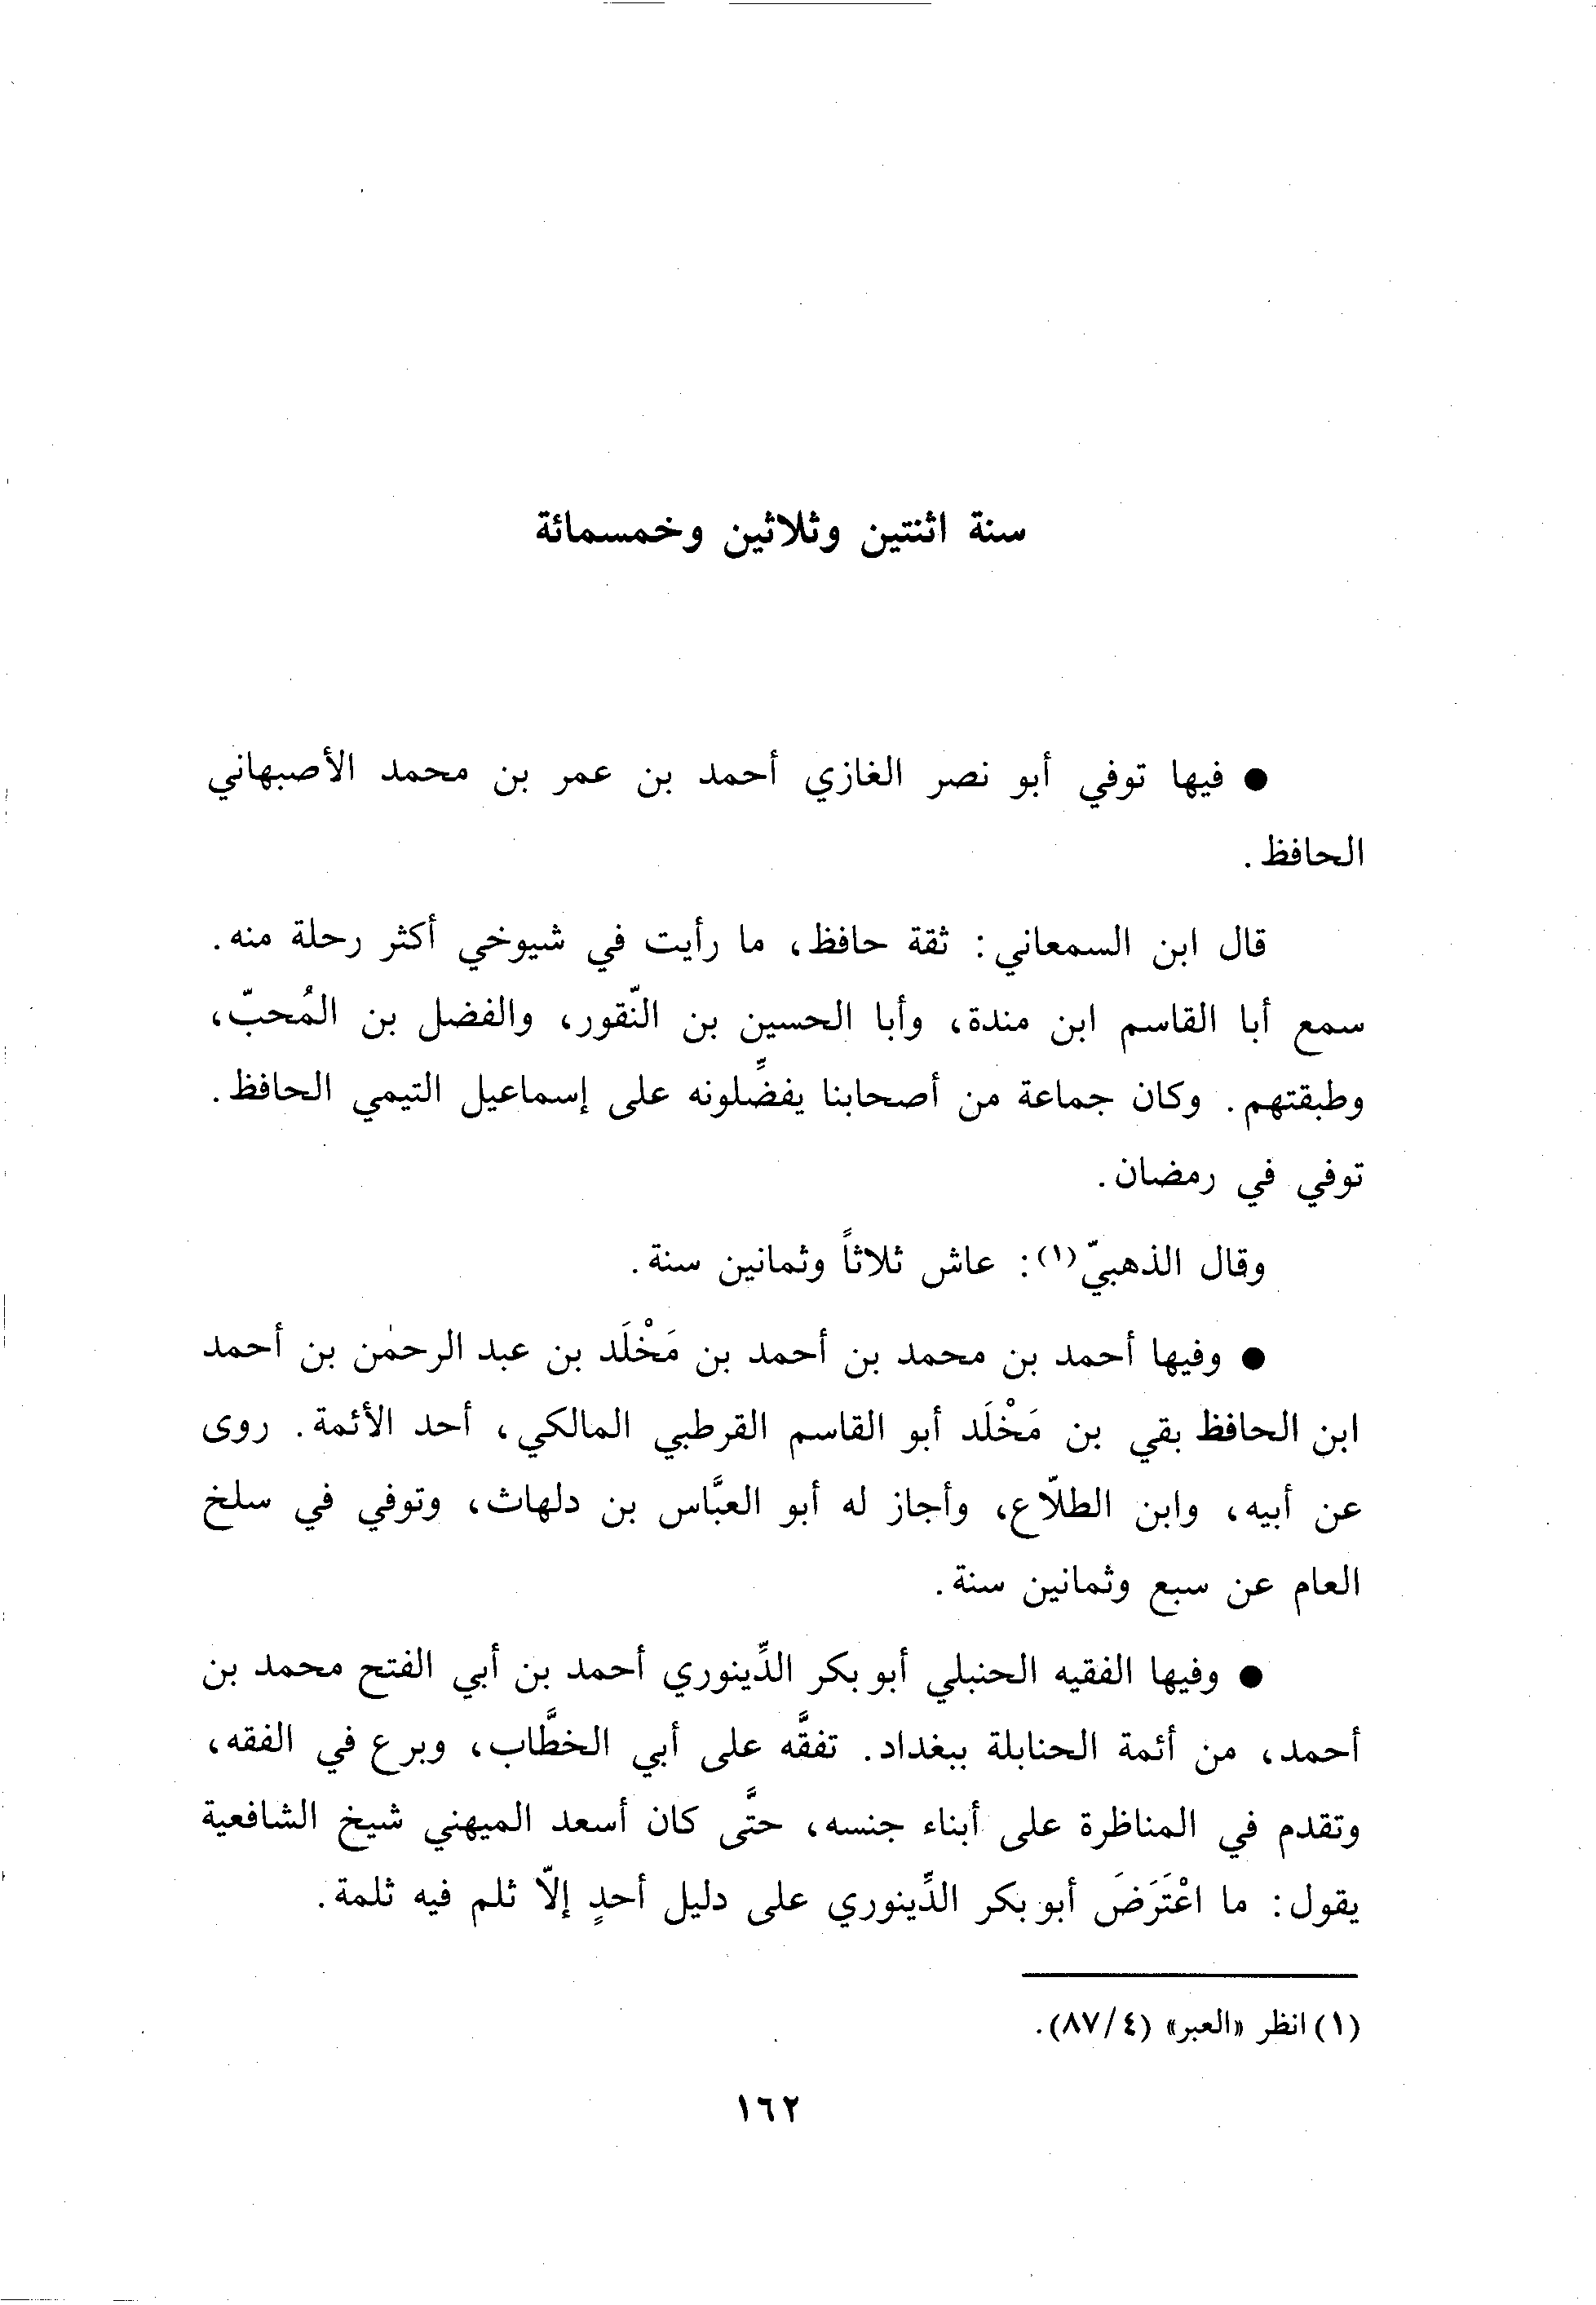 سنة اثنتين وثلاثين وخمسمائة
● فيها توفي أبو نصر الغازي أحمد بن عمر بن محمد الأصبهاني
الحافظ.
قال ابن السمعاني: ثقة حافظ، ما رأيت في شيوخي أكثر رحلة منه.
سمع أبا القاسم ابن مندة، وأبا الحسين بن النّقور، والفضل بن المُحبّ،
وطبقتهم. وكان جماعة من أصحابنا يفضِّلونه على إسماعيل التيمي الحافظ.
توفي في رمضان.
وقال الذهبيّ(١): عاش ثلاثاً وثمانين سنة.
● وفيها أحمد بن محمد بن أحمد بن مَخْلَد بن عبد الرحمٰن بن أحمد
ابن الحافظ بقي بن مَخْلَد أبو القاسم القرطبي المالكي، أحد الأئمة. روى
عن أبيه، وابن الطلّاع، وأجاز له أبو العبَّاس بن دلهاث، وتوفي في سلخ
العام عن سبع وثمانين سنة.
● وفيها الفقيه الحنبلي أبو بكر الدِّينوري أحمد بن أبي الفتح محمد بن
أحمد، من أئمة الحنابلة ببغداد. تفقَّه على أبي الخطَّاب، وبرع في الفقه،
وتقدم في المناظرة على أبناء جنسه، حتَّى كان أسعد الميهني شيخ الشافعية
يقول: ما اعْتَرَضَ أبو بكر الدِّينوري على دليل أحدٍ إلّا ثلم فيه ثلمة.
(١) انظر «العبر» (٤/٨٧).
١٦٢